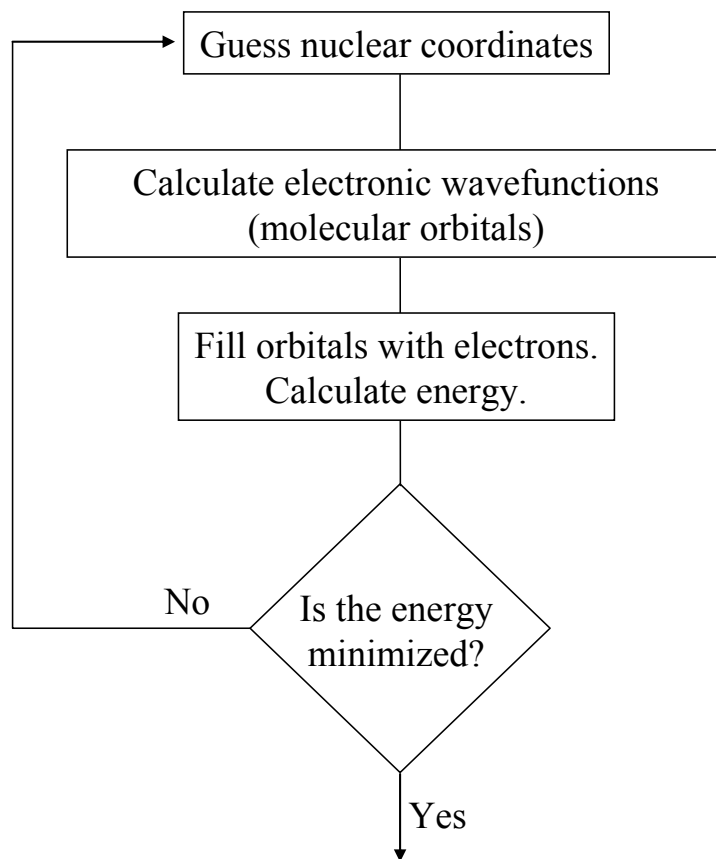 Guess nuclear coordinates
Calculate electronic wavefunctions
(molecular orbitals)
Fill orbitals with electrons.
Calculate energy.
Is the energy
minimized?
No
Yes